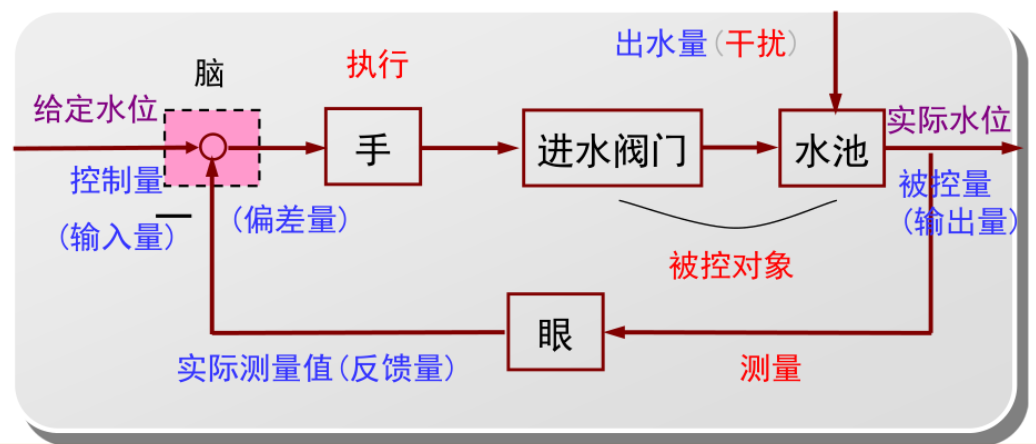 脑
执行
出水量(干扰)
给定水位
手
进水阀门
水池
实际水位
控制量
(输入量)
(偏差量)
被控量
(输出量)
被控对象
眼
实际测量值(反馈量)
测量